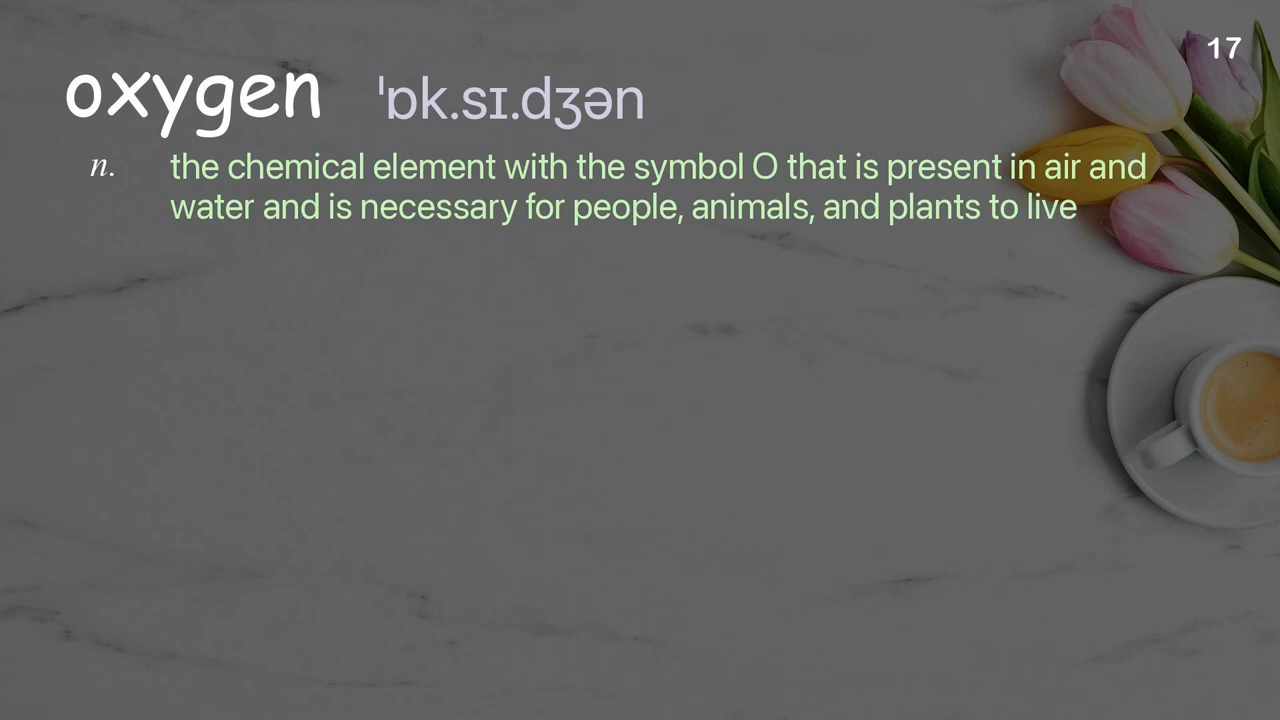 17
oxygen ˈɒk.sɪ.dʒən
n. the chemical element with the symbol O that is present in air and
water and is necessary for people, animals, and plants to live